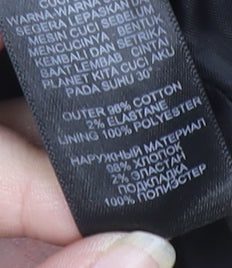 WARNA WARNA
SEGERA LEPASKAN DA
MESIN CUCI SEBELUM
MENCUCINYA. BENTUK
KEMBALI DAN SETRIKA
SAAT LEMBAB. CINTAI
PLANET KITA CUCI AKU
PADA SUHU 30°
OUTER 98% COTTON
2% ELASTANE
LINING 100% POLYESTER
НАРУЖНЫЙ МАТЕРИАЛ
98% ХЛОПОК
2% ЭЛАСТАН
ПОДКЛАДКА
100% ПОЛИЭСТЕР